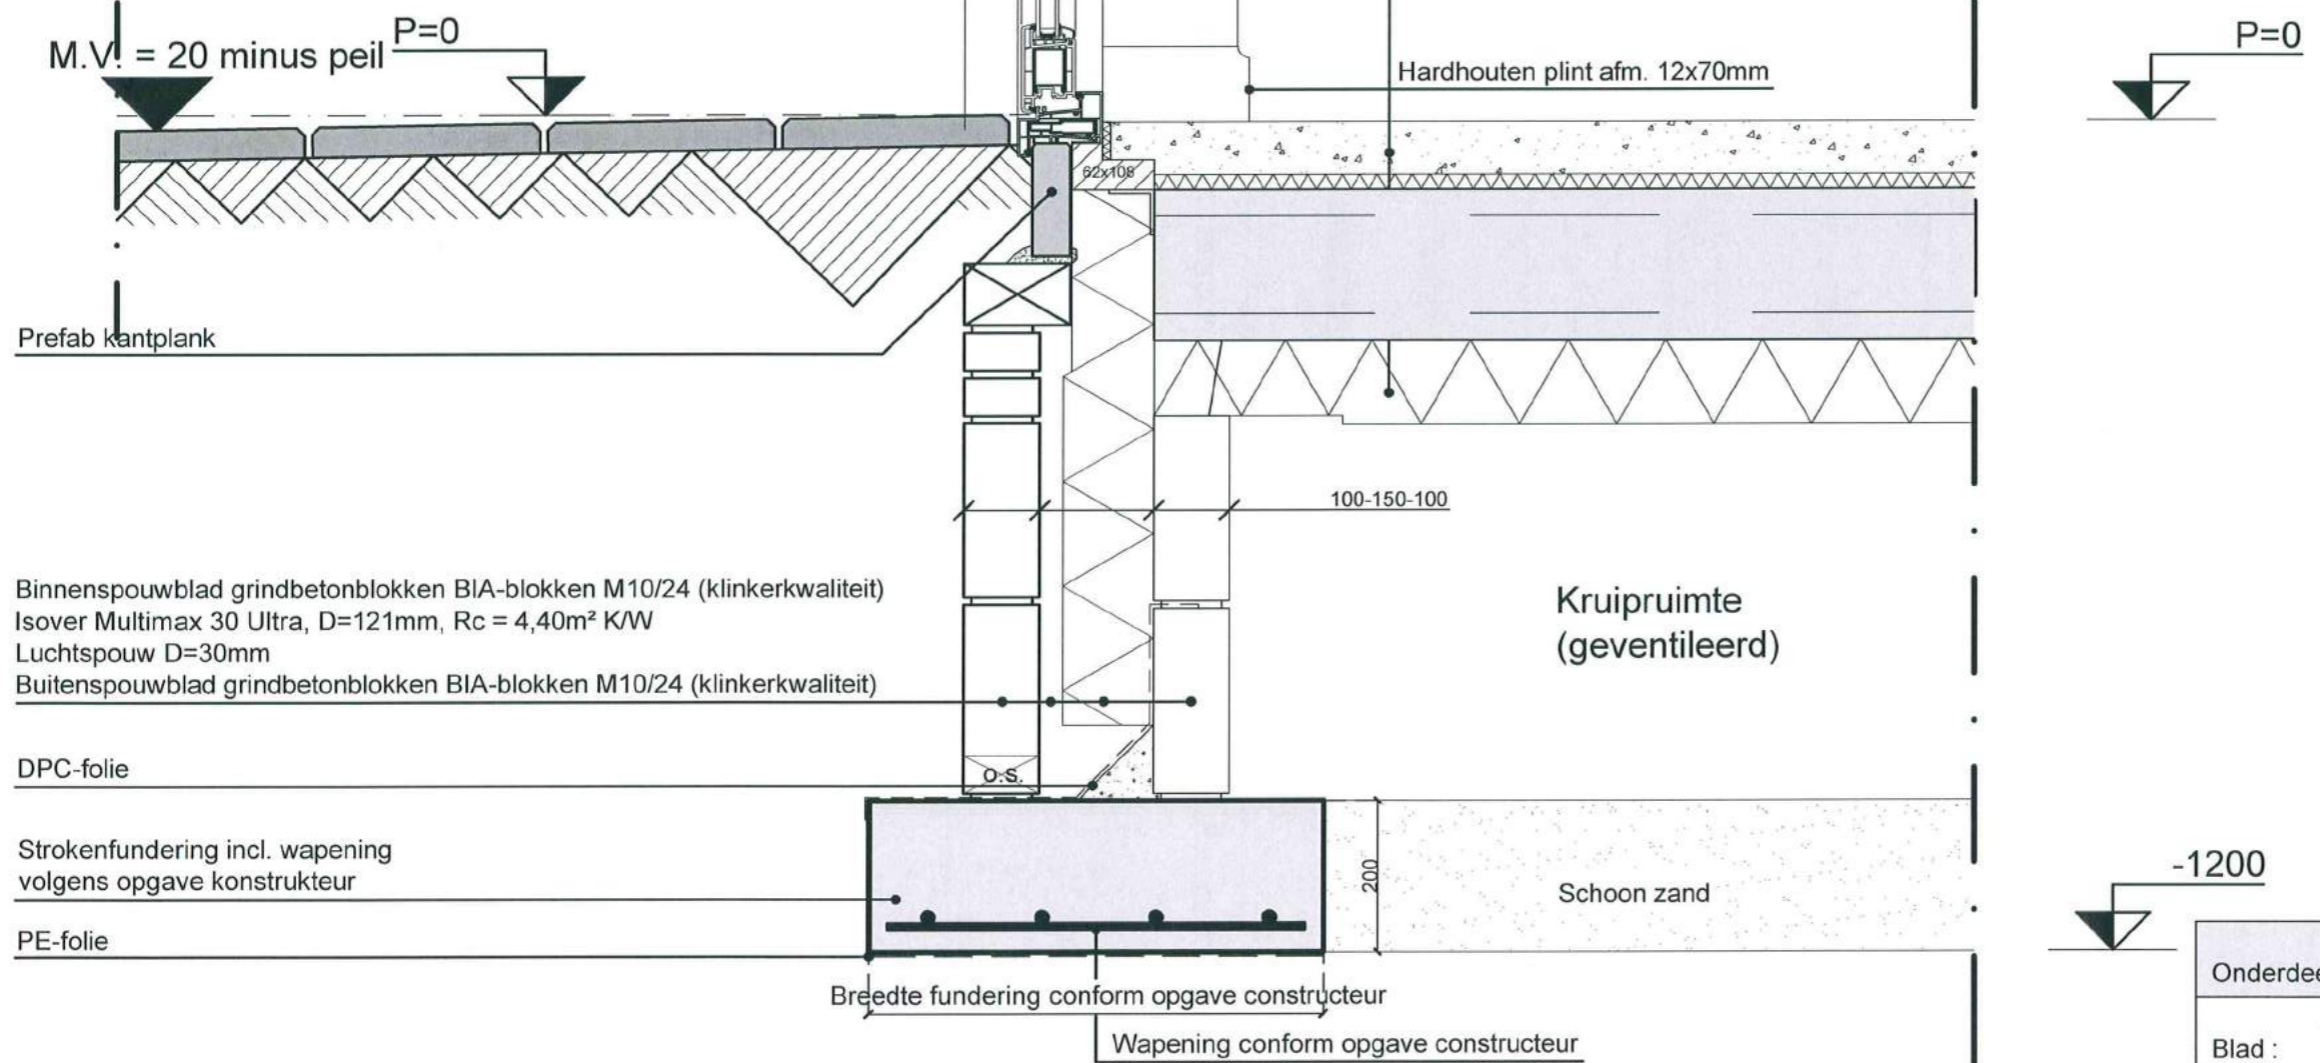 P=0
M.V. = 20 minus peil
P=0
Hardhouten plint afm. 12x70mm
62x108
Prefab kantplank
100-150-100
Binnenspouwblad grindbetonblokken BIA-blokken M10/24 (klinkerkwaliteit)
Isover Multimax 30 Ultra, D=121mm, Rc = 4,40m² K/W
Luchtspouw D=30mm
Buitenspouwblad grindbetonblokken BIA-blokken M10/24 (klinkerkwaliteit)
Kruipruimte
(geventileerd)
DPC-folie
O.S.
Strokenfundering incl. wapening
volgens opgave konstrukteur
200
Schoon zand
-1200
PE-folie
Breedte fundering conform opgave constructeur
Wapening conform opgave constructeur
Blad :